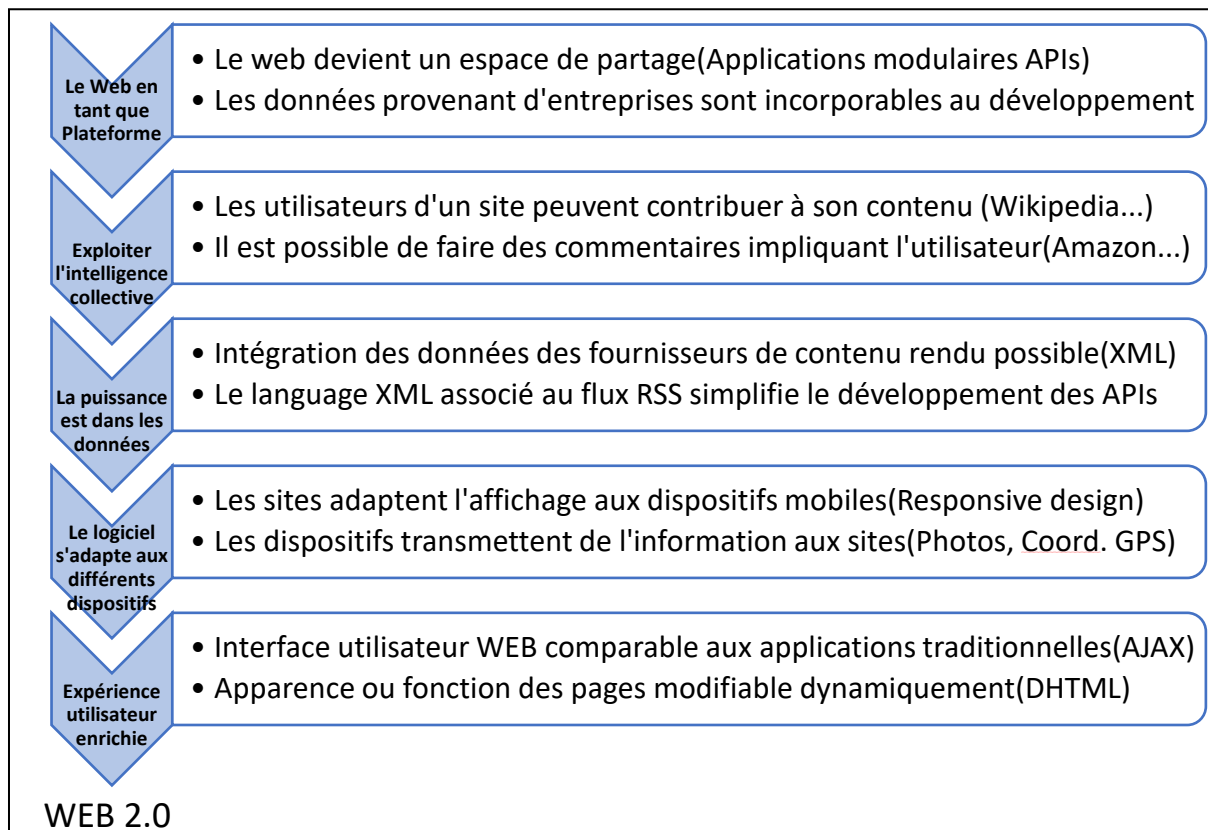 Le Web en
tant que
Plateforme
• Le web devient un espace de partage(Applications modulaires APIs)
• Les données provenant d'entreprises sont incorporables au développement
Exploiter
l'intelligence
collective
• Les utilisateurs d'un site peuvent contribuer à son contenu (Wikipedia...)
• Il est possible de faire des commentaires impliquant l'utilisateur(Amazon...)
La puissance
est dans les
données
• Intégration des données des fournisseurs de contenu rendu possible(XML)
• Le language XML associé au flux RSS simplifie le développement des APIs
Le logiciel
s'adapte aux
différents
dispositifs
• Les sites adaptent l'affichage aux dispositifs mobiles(Responsive design)
• Les dispositifs transmettent de l'information aux sites(Photos, Coord. GPS)
Expérience
utilisateur
enrichie
• Interface utilisateur WEB comparable aux applications traditionnelles(AJAX)
• Apparence ou fonction des pages modifiable dynamiquement(DHTML)
WEB 2.0